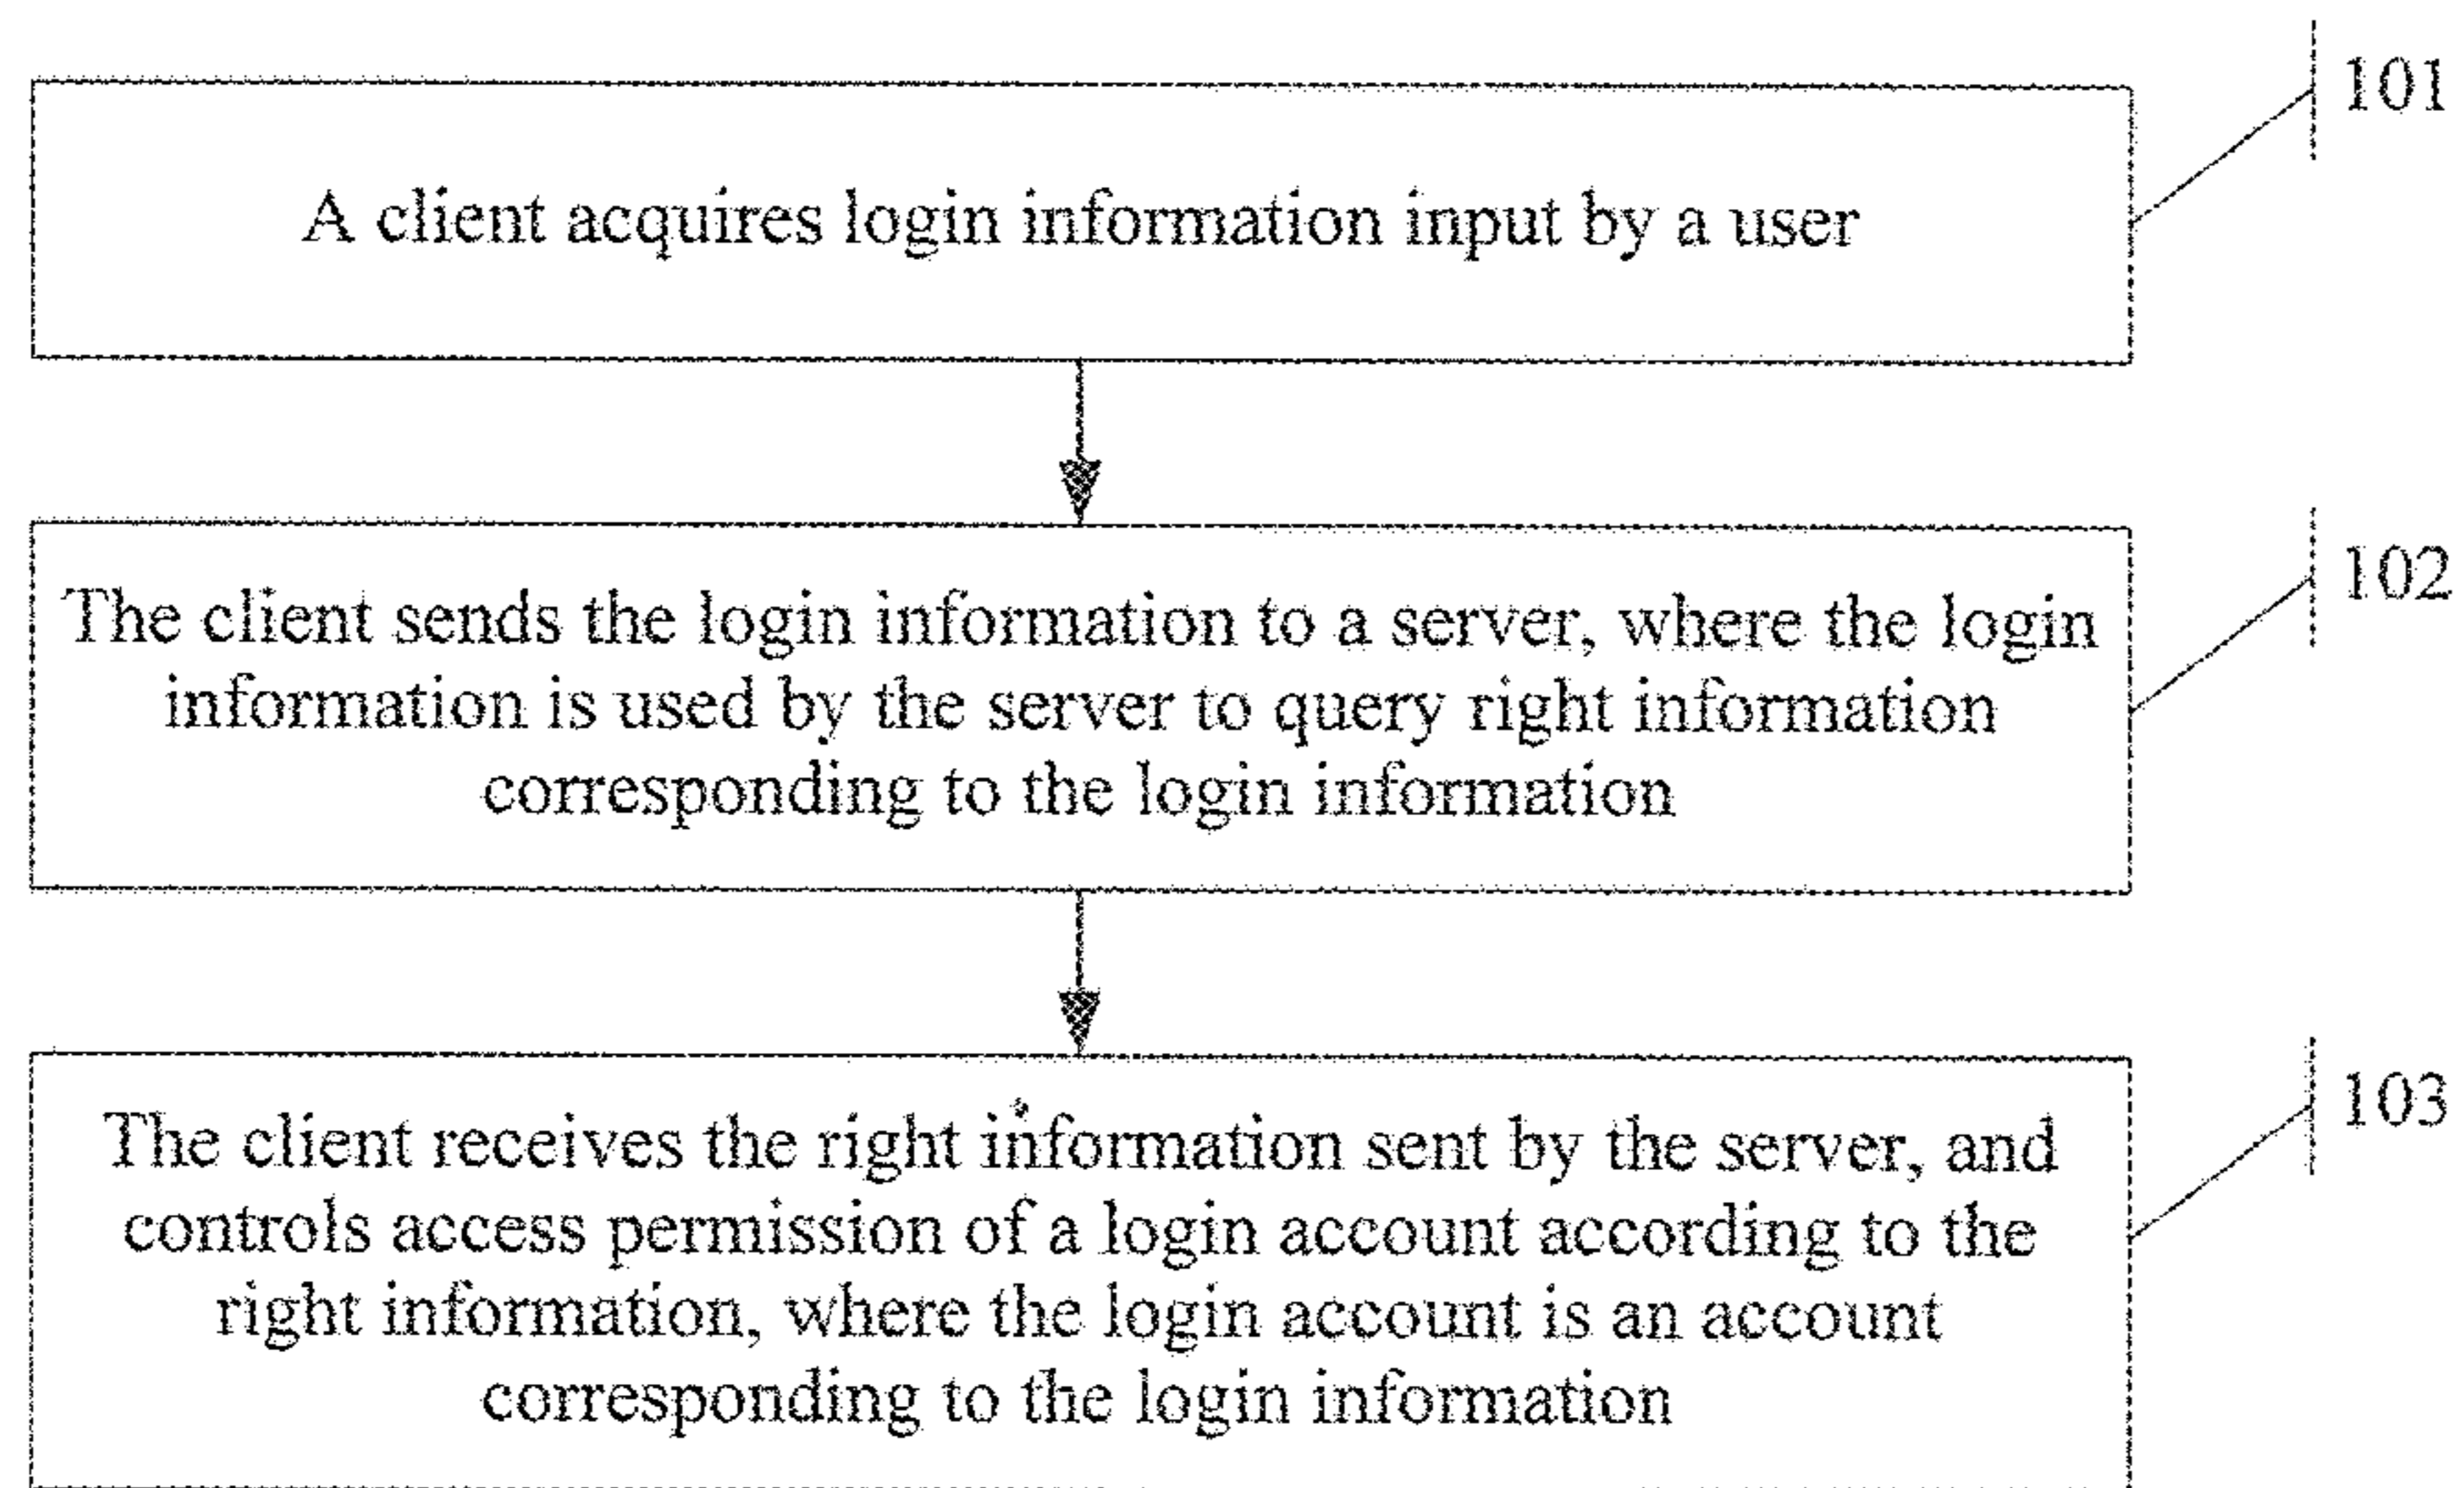 101
A client acquires login information input by a user
102
The client sends the login information to a server, where the login
information is used by the server to query right information
corresponding to the login information
103
The client receives the right information sent by the server, and
controls access permission of a login account according to the
right information, where the login account is an account
corresponding to the login information